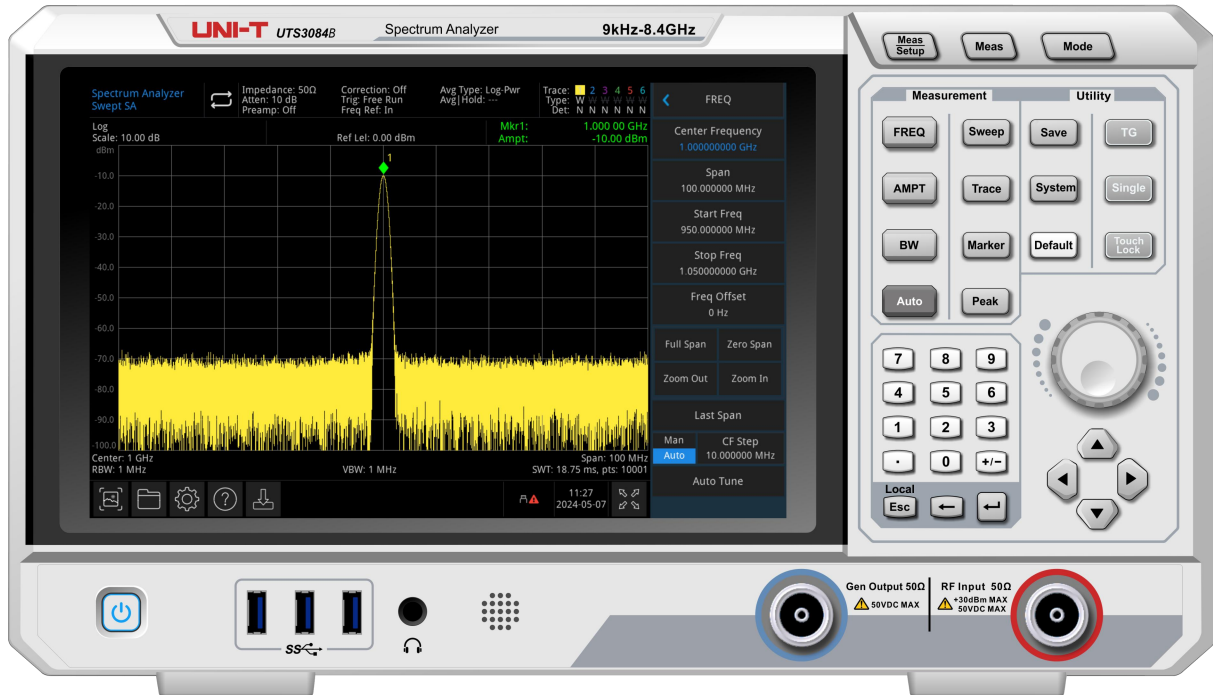 UNI-T UTS3084B Spectrum Analyzer 9kHz-8.4GHz
Meas Setup
Meas
Mode
Spectrum Analyzer
Swept SA
Impedance: 50Ω
Atten: 10 dB
Preamp: Off
Correction: Off
Trig: Free Run
Freq Ref: In
Avg Type: Log-Pwr
Avg|Hold: ---
Trace: 1 2 3 4 5 6
Type: W W W W W W
Det: N N N N N N
Log
Scale: 10.00 dB
Ref Lel: 0.00 dBm
Mkr1: 1.000 00 GHz
Ampt: -10.00 dBm
dBm
1
-10.0
-20.0
-30.0
-40.0
-50.0
-60.0
-70.0
-80.0
-90.0
-100.0
Center: 1 GHz
Span: 100 MHz
RBW: 1 MHz
VBW: 1 MHz
SWT: 18.75 ms, pts: 10001
11:27
2024-05-07
FREQ
Center Frequency
1.000000000 GHz
Span
100.000000 MHz
Start Freq
950.000000 MHz
Stop Freq
1.050000000 GHz
Freq Offset
0 Hz
Full Span
Zero Span
Zoom Out
Zoom In
Last Span
Man
Auto
CF Step
10.000000 MHz
Auto Tune
Measurement
Utility
FREQ
Sweep
Save
TG
AMPT
Trace
System
Single
BW
Marker
Default
Touch Lock
Auto
Peak
7 8 9
4 5 6
1 2 3
. 0 +/-
Local
Esc
SS
Gen Output 50Ω
50VDC MAX
RF Input 50Ω
+30dBm MAX
50VDC MAX